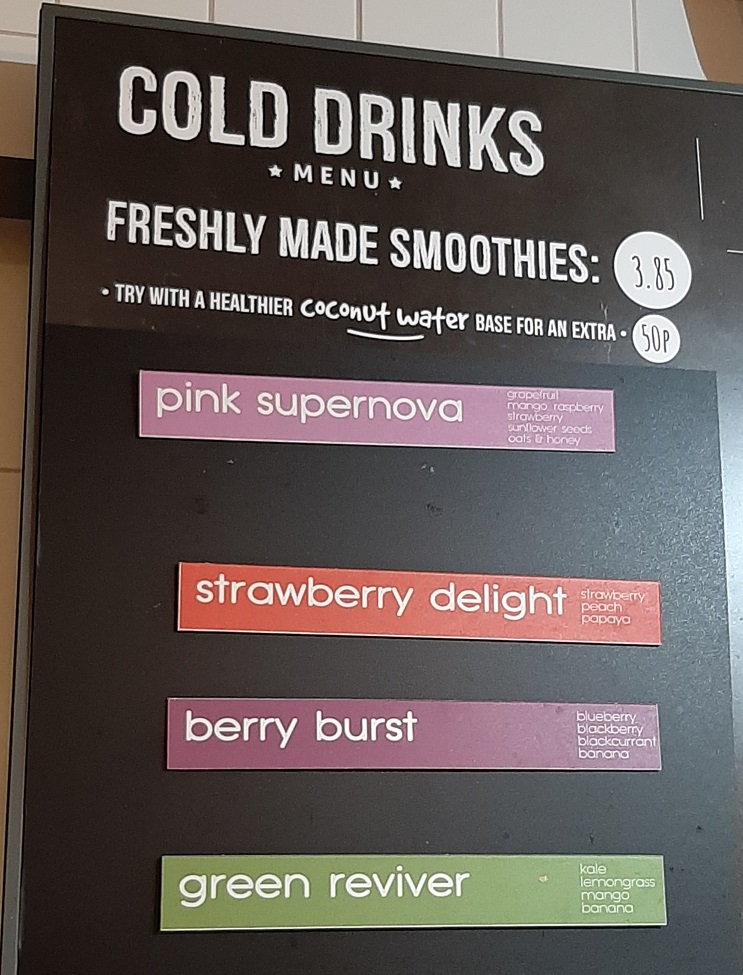 COLD DRINKS
★ MENU ★
FRESHLY MADE SMOOTHIES: 3.85
• TRY WITH A HEALTHIER coconut water BASE FOR AN EXTRA • 50P
pink supernova
grapefruit
mango, raspberry
strawberry
sunflower seeds
oats & honey
strawberry delight
strawberry
peach
papaya
berry burst
blueberry
blackberry
blackcurrant
banana
green reviver
kale
lemongrass
mango
banana